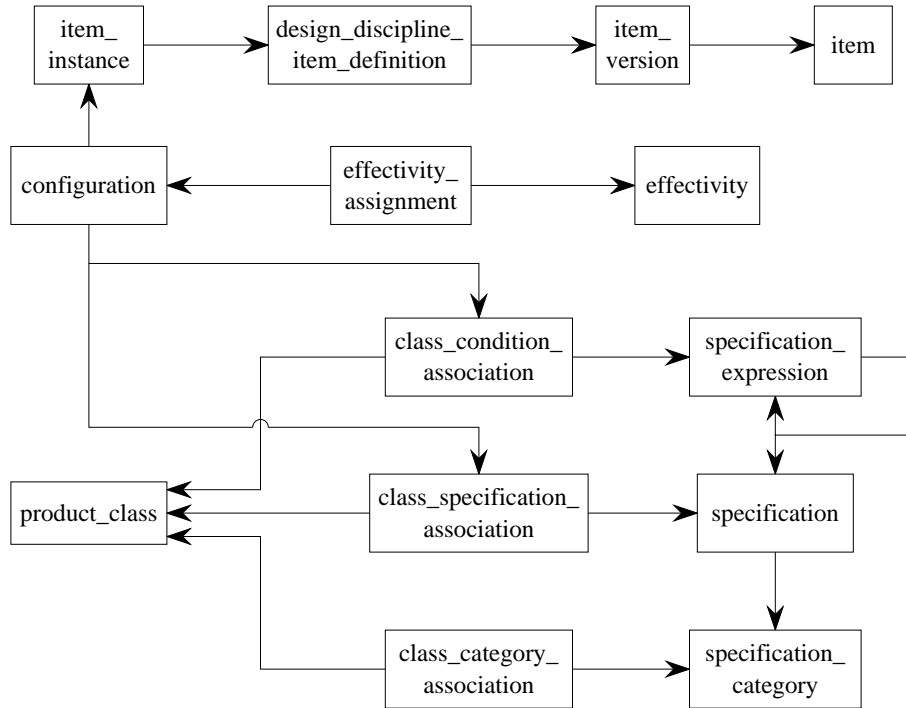 item_
instance
design_discipline_
item_definition
item_
version
item
configuration
effectivity_
assignment
effectivity
class_condition_
association
specification_
expression
product_class
class_specification_
association
specification
class_category_
association
specification_
category